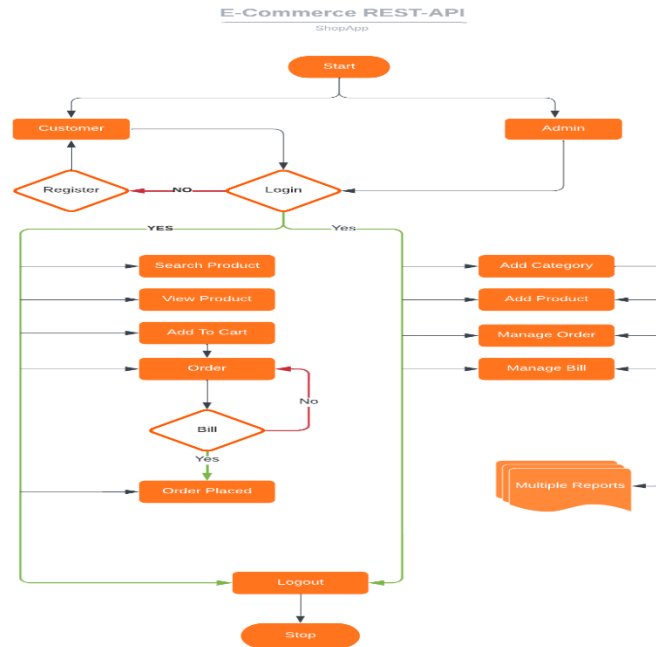 E-Commerce REST-API
ShopApp
Start
Customer
Admin
Register
NO
Login
YES
Yes
Search Product
Add Category
View Product
Add Product
Add To Cart
Manage Order
Order
Manage Bill
No
Bill
Yes
Multiple Reports
Order Placed
Logout
Stop